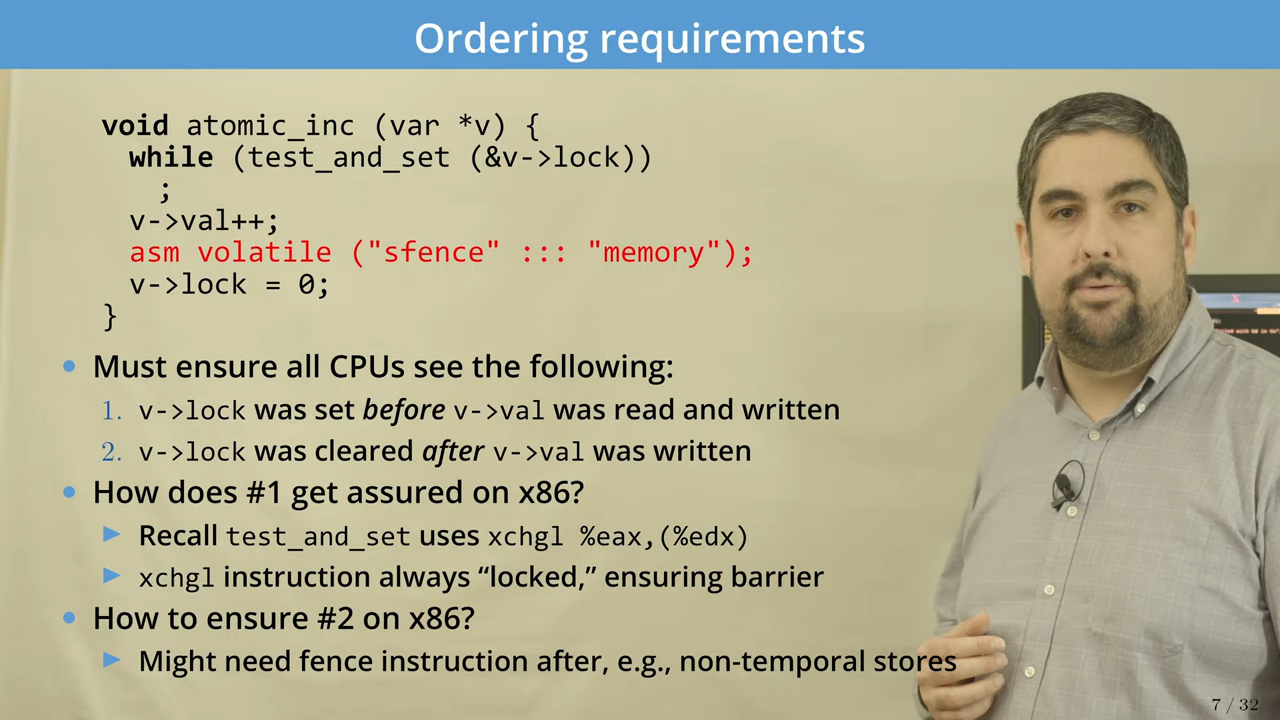 Ordering requirements
void atomic_inc (var *v) {
while (test_and_set (&v->lock))
;
v->val++;
asm volatile ("sfence" ::: "memory");
v->lock = 0;
}
• Must ensure all CPUs see the following:
1. v->lock was set before v->val was read and written
2. v->lock was cleared after v->val was written
• How does #1 get assured on x86?
▶ Recall test_and_set uses xchgl %eax,(%edx)
▶ xchgl instruction always “locked,” ensuring barrier
• How to ensure #2 on x86?
▶ Might need fence instruction after, e.g., non-temporal stores
7 / 32